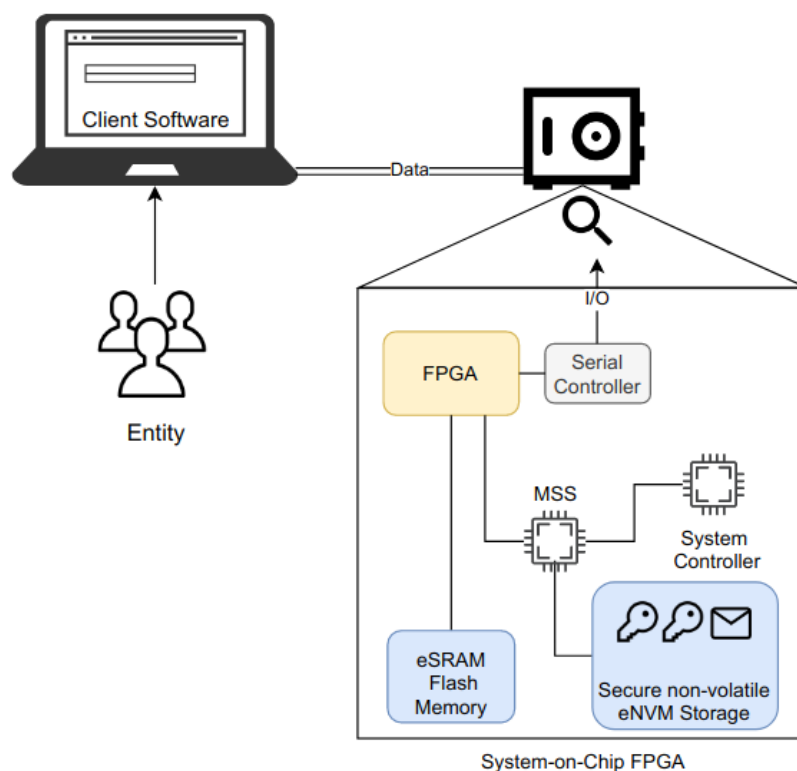 Client Software
Data
Entity
I/O
FPGA
Serial
Controller
MSS
System
Controller
eSRAM
Flash
Memory
Secure non-volatile
eNVM Storage
System-on-Chip FPGA